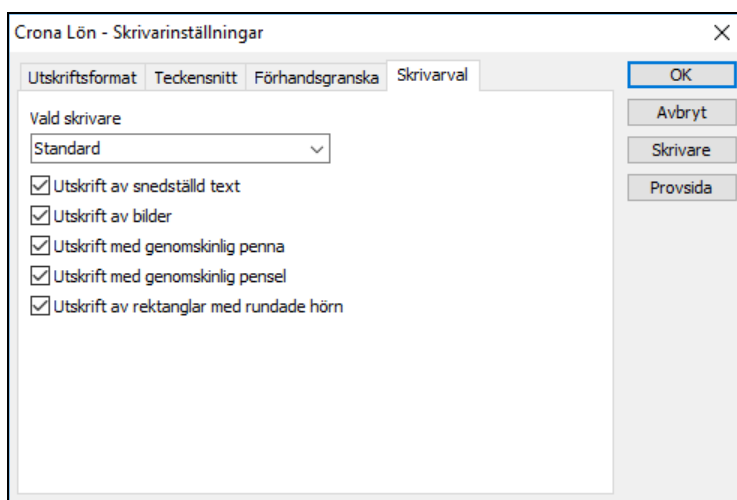 Crona Lön - Skrivarinställningar
Utskriftsformat Teckensnitt Förhandsgranska Skrivarval
Vald skrivare
Standard
Utskrift av snedställd text
Utskrift av bilder
Utskrift med genomskinlig penna
Utskrift med genomskinlig pensel
Utskrift av rektanglar med rundade hörn
OK
Avbryt
Skrivare
Provsida